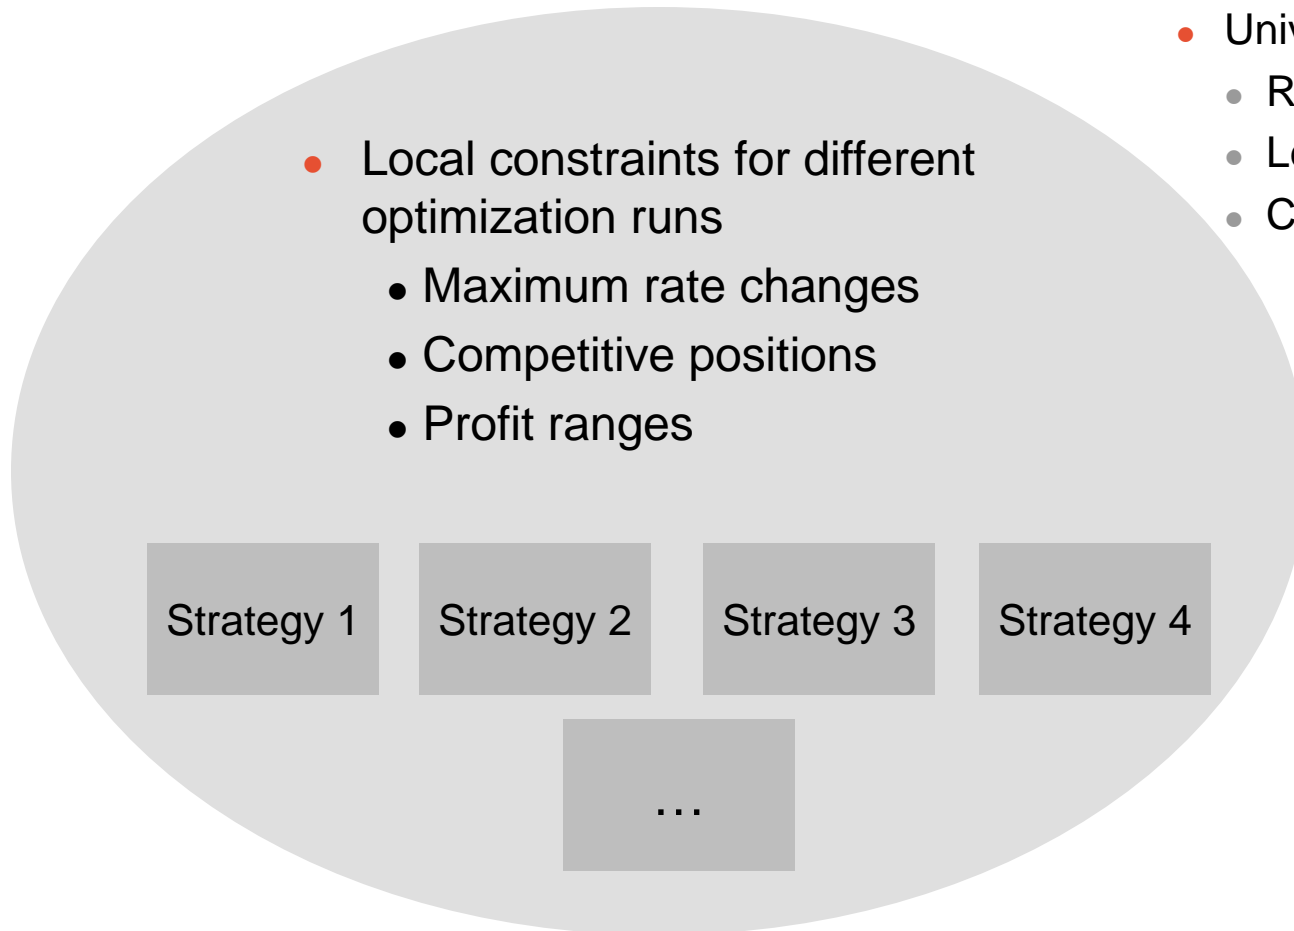 Local constraints for different
optimization runs
Maximum rate changes
Competitive positions
Profit ranges
Strategy 1
Strategy 2
Strategy 3
Strategy 4
…